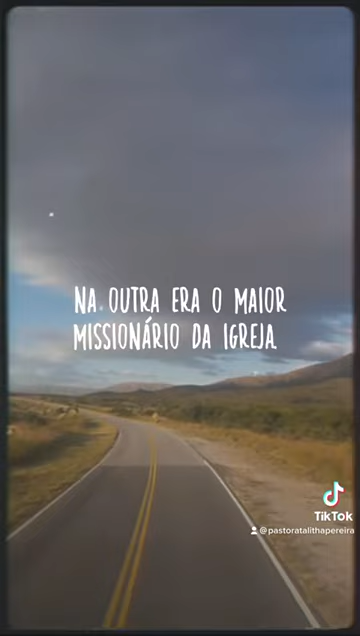 NA OUTRA ERA O MAIOR
MISSIONÁRIO DA IGREJA
TikTok
@pastoratalithapereira